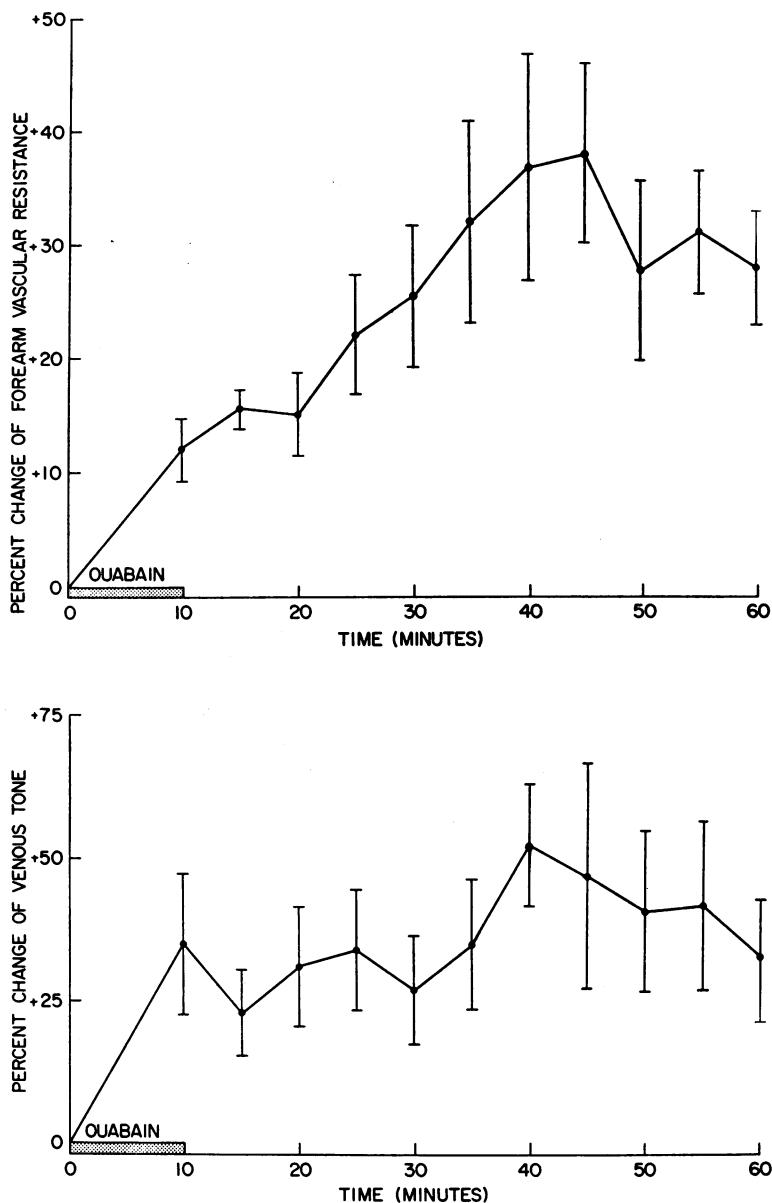 PERCENT CHANGE OF FOREARM VASCULAR RESISTANCE
+50
+40
+30
+20
+10
0
OUABAIN
0 10 20 30 40 50 60
TIME (MINUTES)
PERCENT CHANGE OF VENOUS TONE
+75
+50
+25
0
OUABAIN
0 10 20 30 40 50 60
TIME (MINUTES)